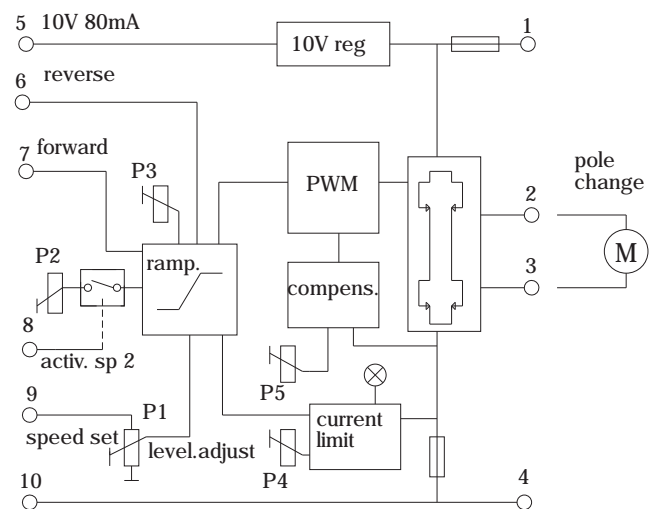 5 10V 80mA
10V reg
1
6 reverse
7 forward
P3
PWM
pole
change
2
P2
ramp.
M
compens.
3
8
activ. sp 2
P5
9
P1
speed set
level.adjust
current
limit
P4
10
4